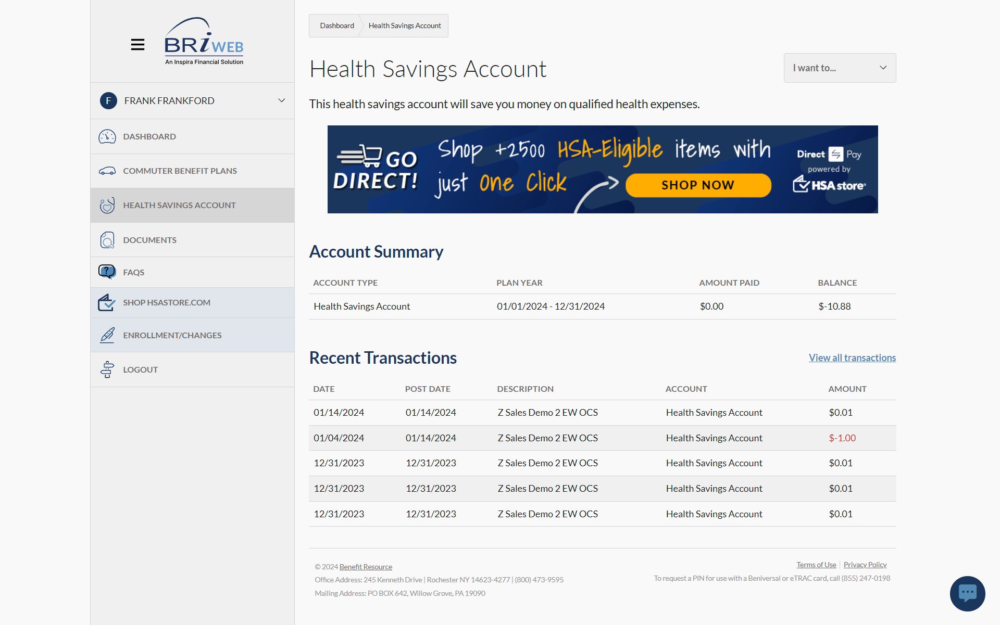 BRiWEB
An Inspira Financial Solution
F FRANK FRANKFORD
DASHBOARD
COMMUTER BENEFIT PLANS
HEALTH SAVINGS ACCOUNT
DOCUMENTS
? FAQS
SHOP HSASTORE.COM
ENROLLMENT/CHANGES
LOGOUT
Dashboard Health Savings Account
Health Savings Account
I want to...
This health savings account will save you money on qualified health expenses.
GO DIRECT!
Shop +2500 HSA-Eligible items with
just One Click
SHOP NOW
Direct Pay
powered by
HSA store
Account Summary
ACCOUNT TYPE PLAN YEAR AMOUNT PAID BALANCE
Health Savings Account 01/01/2024 - 12/31/2024 $0.00 $-10.88
Recent Transactions View all transactions
DATE POST DATE DESCRIPTION ACCOUNT AMOUNT
01/14/2024 01/14/2024 Z Sales Demo 2 EW OCS Health Savings Account $0.01
01/04/2024 01/14/2024 Z Sales Demo 2 EW OCS Health Savings Account $-1.00
12/31/2023 12/31/2023 Z Sales Demo 2 EW OCS Health Savings Account $0.01
12/31/2023 12/31/2023 Z Sales Demo 2 EW OCS Health Savings Account $0.01
12/31/2023 12/31/2023 Z Sales Demo 2 EW OCS Health Savings Account $0.01
© 2024 Benefit Resource
Office Address: 245 Kenneth Drive | Rochester NY 14623-4277 | (800) 473-9595
Mailing Address: PO BOX 642, Willow Grove, PA 19090
Terms of Use | Privacy Policy
To request a PIN for use with a Beniversal or eTRAC card, call (855) 247-0198